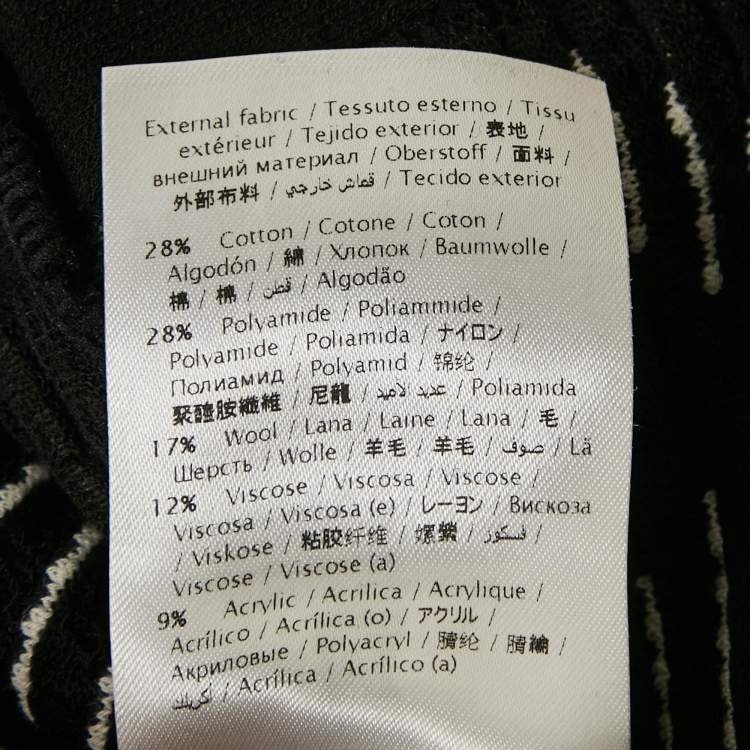 External fabric / Tessuto esterno / Tissu
extérieur / Tejido exterior / 表地 /
внешний материал / Oberstoff / 面料 /
外部布料 / قماش خارجي / Tecido exterior
28% Cotton / Cotone / Coton /
Algodón / 綿 / Хлопок / Baumwolle /
棉 / 棉 / قطن / Algodão
28% Polyamide / Poliammide /
Polyamide / Poliamida / ナイロン /
Полиамид / Polyamid / 锦纶 /
聚醯胺纖維 / 尼龍 / عديد الاميد / Poliamida
17% Wool / Lana / Laine / Lana / 毛 /
Шерсть / Wolle / 羊毛 / 羊毛 / صوف / Lã
12% Viscose / Viscosa / Viscose /
Viscosa / Viscosa (e) / レーヨン / Вискоза
/ Viskose / 粘胶纤维 / 嫘縈 / فسكوز /
Viscose / Viscose (a)
9% Acrylic / Acrilica / Acrylique /
Acrílico / Acrílica (o) / アクリル /
Акриловые / Polyacryl / 腈纶 / 腈綸 /
أكريلك / Acrílica / Acrílico (a)